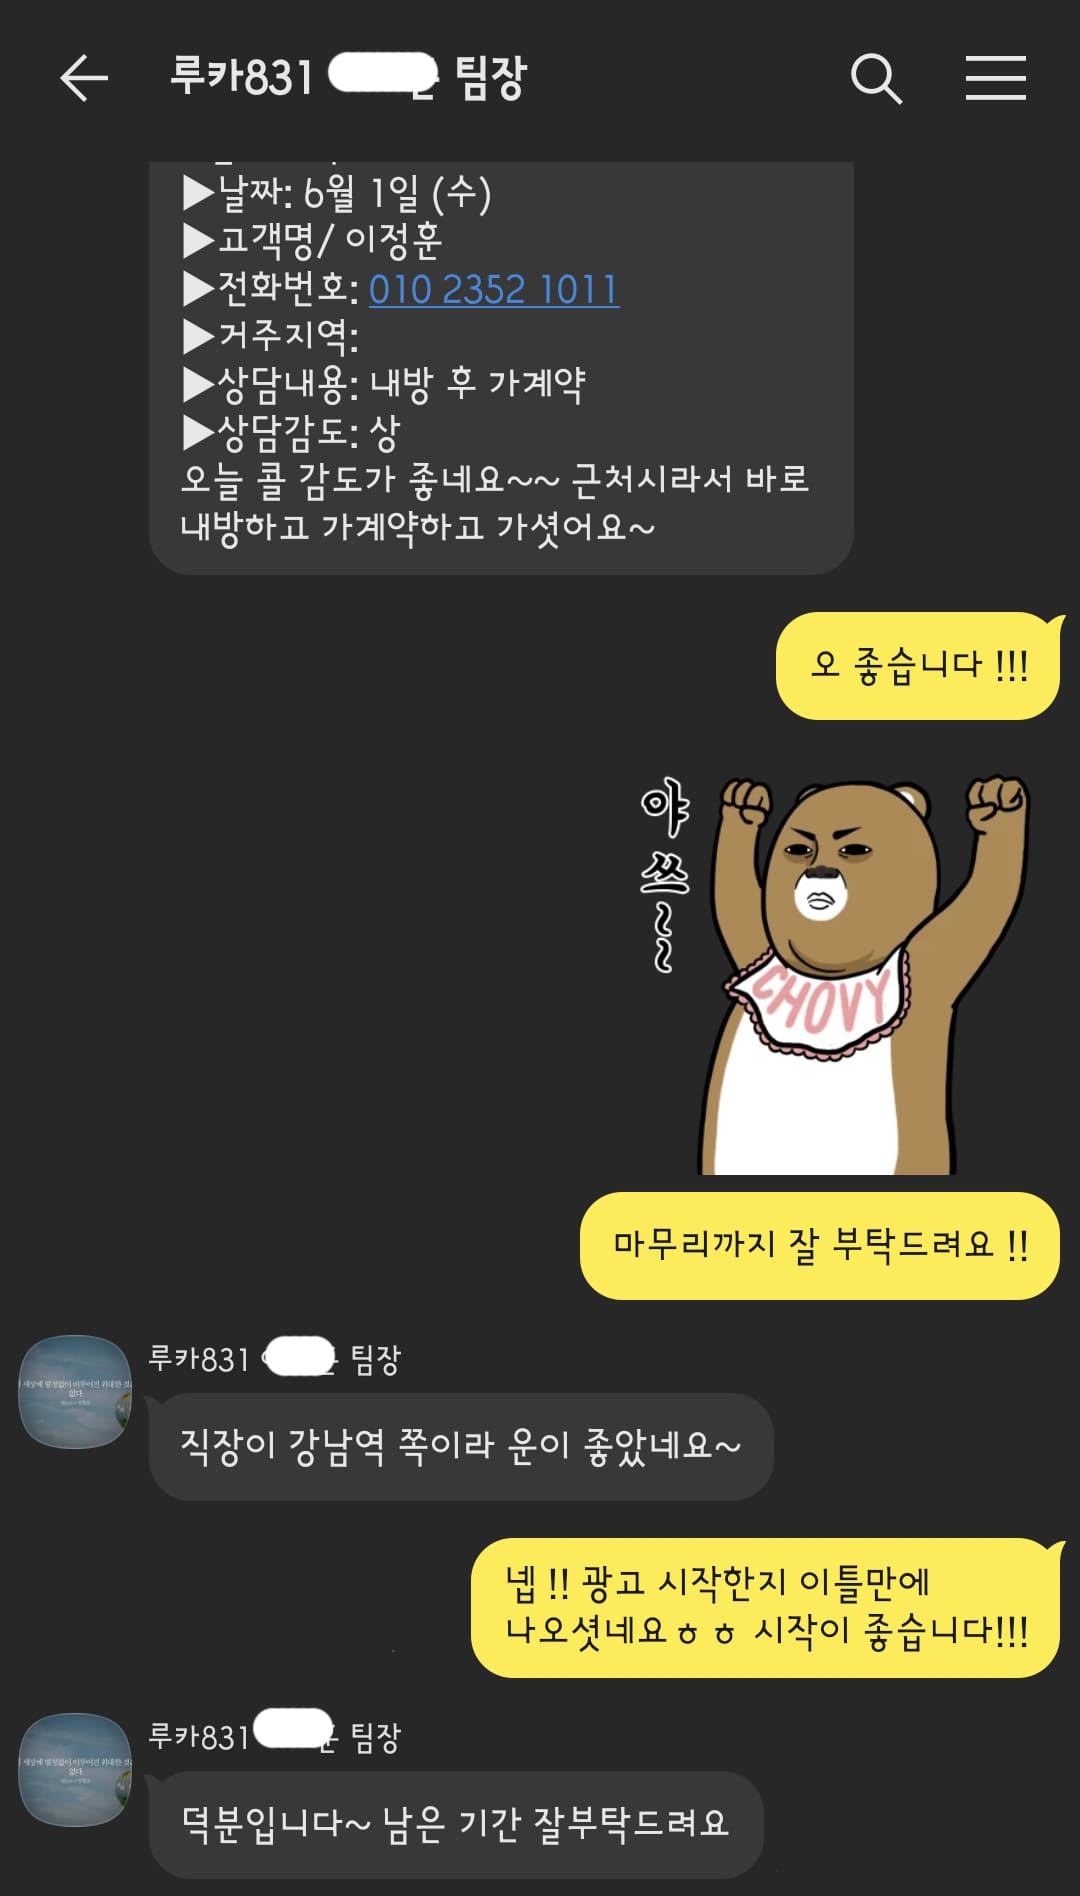 루카831 팀장
▶날짜: 6월 1일 (수)
▶고객명/ 이정훈
▶전화번호: 010 2352 1011
▶거주지역:
▶상담내용: 내방 후 가계약
▶상담감도: 상
오늘 콜 감도가 좋네요~~ 근처시라서 바로
내방하고 가계약하고 가셧어요~
오 좋습니다 !!!
야
쓰
~
~
CHOVY
마무리까지 잘 부탁드려요 !!
루카831 팀장
직장이 강남역 쪽이라 운이 좋았네요~
넵 !! 광고 시작한지 이틀만에
나오셧네요ㅎㅎ 시작이 좋습니다!!!
루카831 팀장
덕분입니다~ 남은 기간 잘부탁드려요